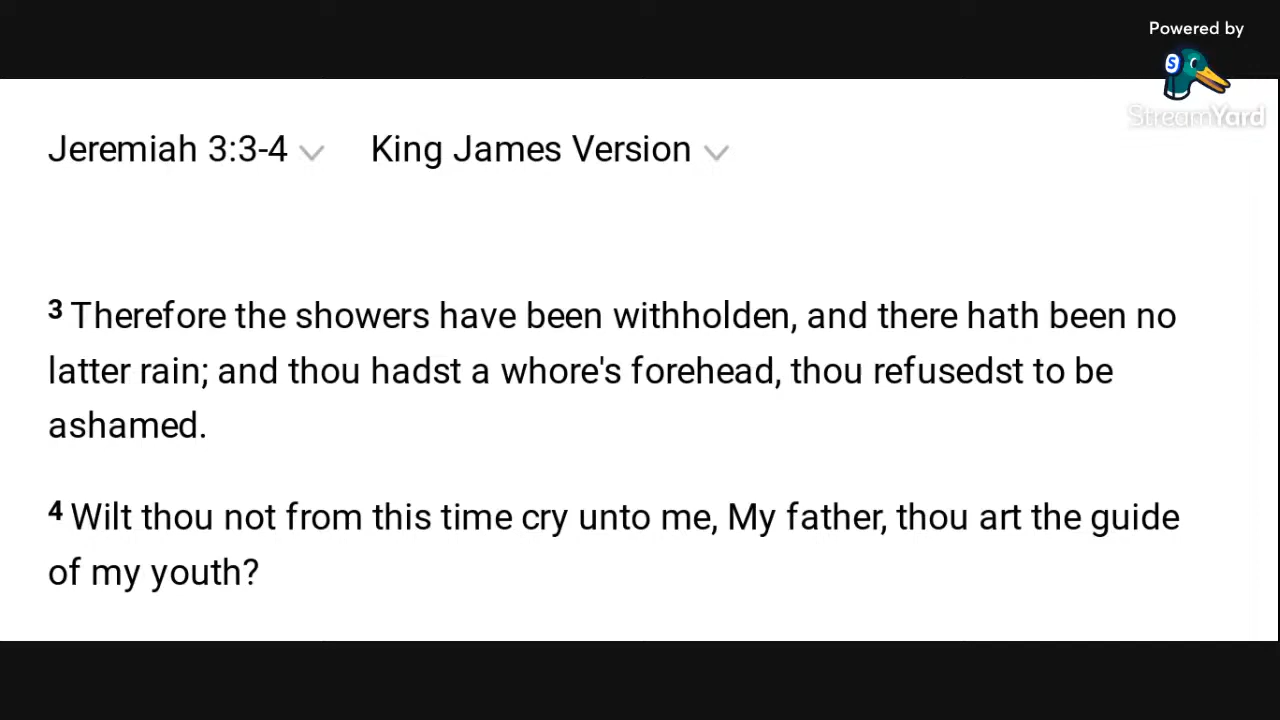 Powered by
S
StreamYard
Jeremiah 3:3-4 King James Version
3 Therefore the showers have been withholden, and there hath been no
latter rain; and thou hadst a whore's forehead, thou refusedst to be
ashamed.
4 Wilt thou not from this time cry unto me, My father, thou art the guide
of my youth?